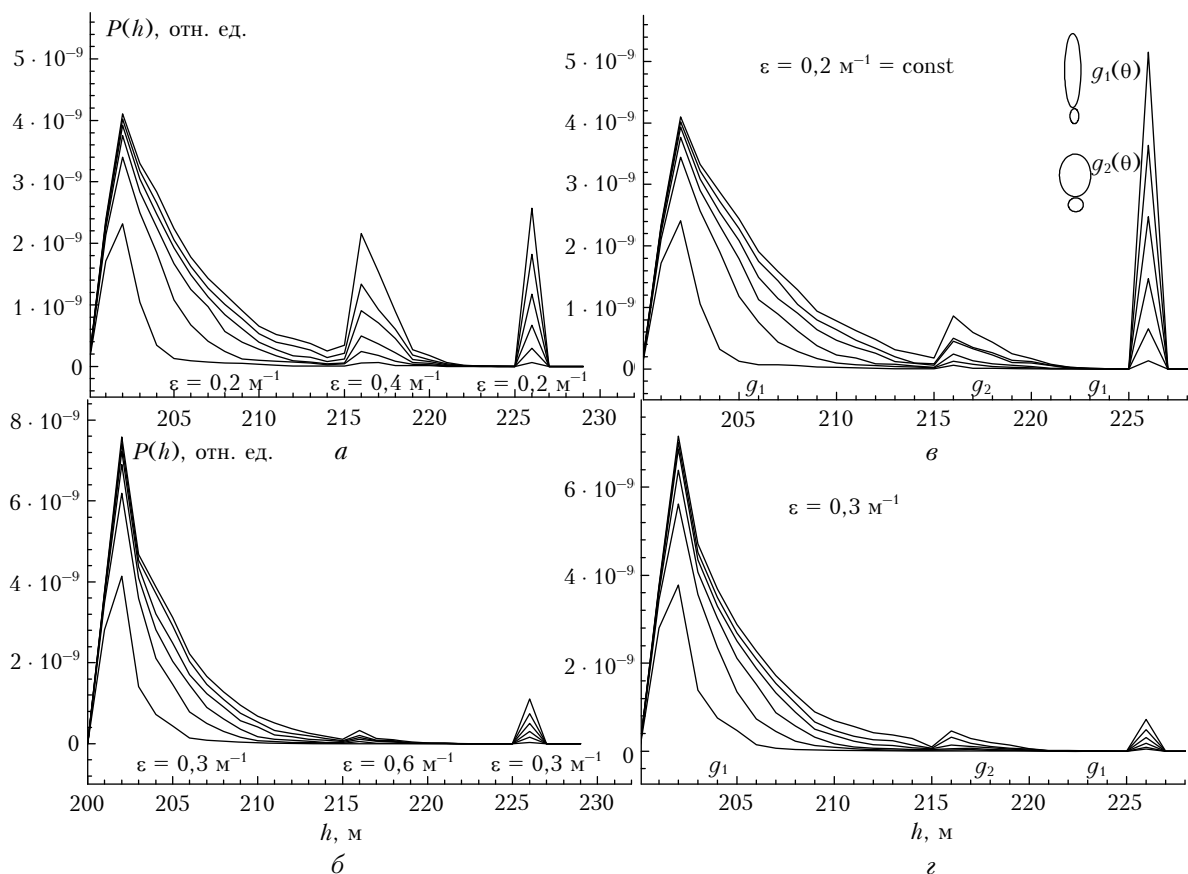 P(h), отн. ед.
5 · 10⁻⁹
4 · 10⁻⁹
3 · 10⁻⁹
2 · 10⁻⁹
1 · 10⁻⁹
0
ε = 0,2 м⁻¹ ε = 0,4 м⁻¹ ε = 0,2 м⁻¹
205 210 215 220 225 230
а
ε = 0,2 м⁻¹ = const
g₁(θ)
g₂(θ)
5 · 10⁻⁹
4 · 10⁻⁹
3 · 10⁻⁹
2 · 10⁻⁹
1 · 10⁻⁹
0
g₁ g₂ g₁
205 210 215 220 225
в
8 · 10⁻⁹
P(h), отн. ед.
6 · 10⁻⁹
4 · 10⁻⁹
2 · 10⁻⁹
0
ε = 0,3 м⁻¹ ε = 0,6 м⁻¹ ε = 0,3 м⁻¹
200 205 210 215 220 225 230
h, м
б
ε = 0,3 м⁻¹
6 · 10⁻⁹
4 · 10⁻⁹
2 · 10⁻⁹
0
g₁ g₂ g₁
205 210 215 220 225
h, м
г